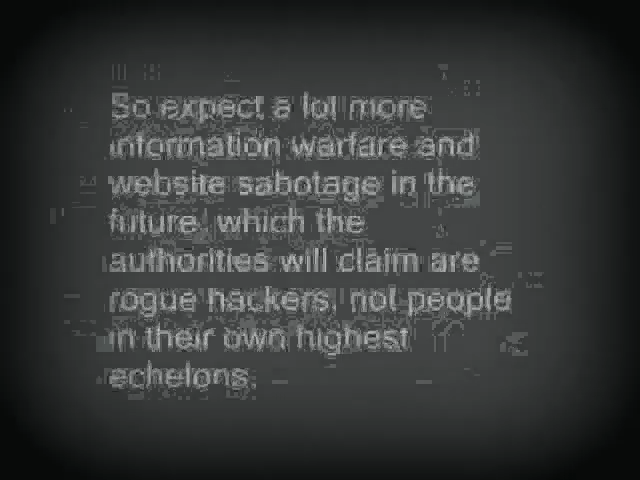 So expect a lot more
information warfare and
website sabotage in the
future, which the
authorities will claim are
rogue hackers, not people
in their own highest
echelons.